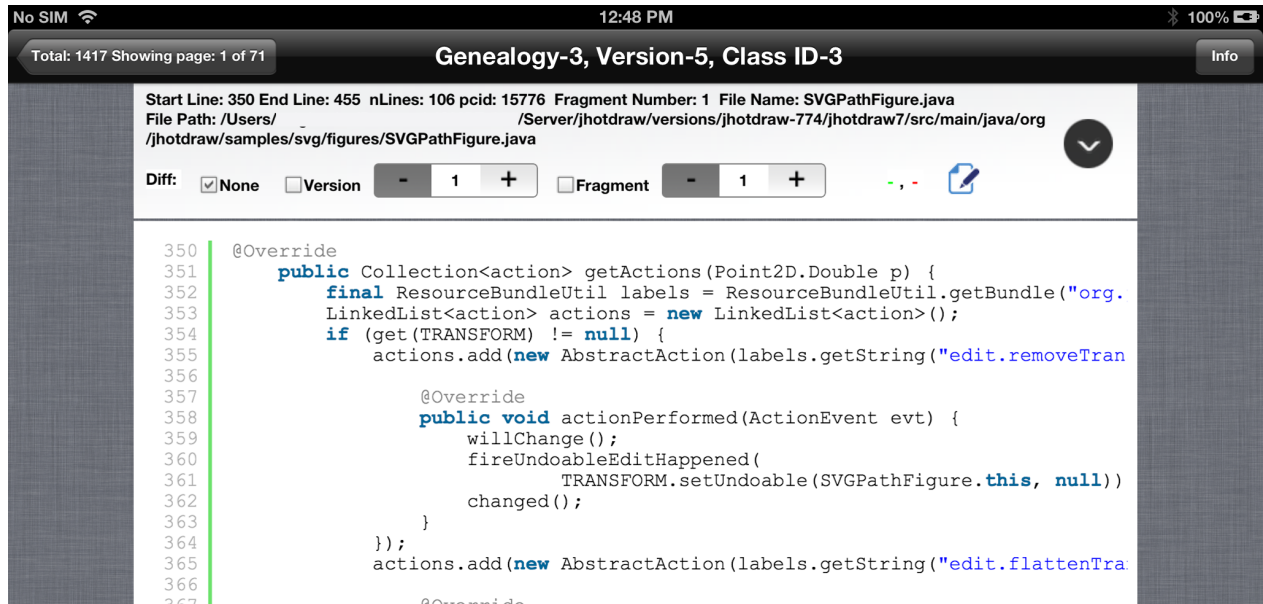 No SIM 12:48 PM 100%
Total: 1417 Showing page: 1 of 71 Genealogy-3, Version-5, Class ID-3 Info
Start Line: 350 End Line: 455 nLines: 106 pcid: 15776 Fragment Number: 1 File Name: SVGPathFigure.java
File Path: /Users/ /Server/jhotdraw/versions/jhotdraw-774/jhotdraw7/src/main/java/org
/jhotdraw/samples/svg/figures/SVGPathFigure.java
Diff: None Version - 1 + Fragment - 1 + - , -
350 @Override
351 public Collection<action> getActions(Point2D.Double p) {
352 final ResourceBundleUtil labels = ResourceBundleUtil.getBundle("org.
353 LinkedList<action> actions = new LinkedList<action>();
354 if (get(TRANSFORM) != null) {
355 actions.add(new AbstractAction(labels.getString("edit.removeTran
356
357 @Override
358 public void actionPerformed(ActionEvent evt) {
359 willChange();
360 fireUndoableEditHappened(
361 TRANSFORM.setUndoable(SVGPathFigure.this, null))
362 changed();
363 }
364 });
365 actions.add(new AbstractAction(labels.getString("edit.flattenTra
366
367 @Override